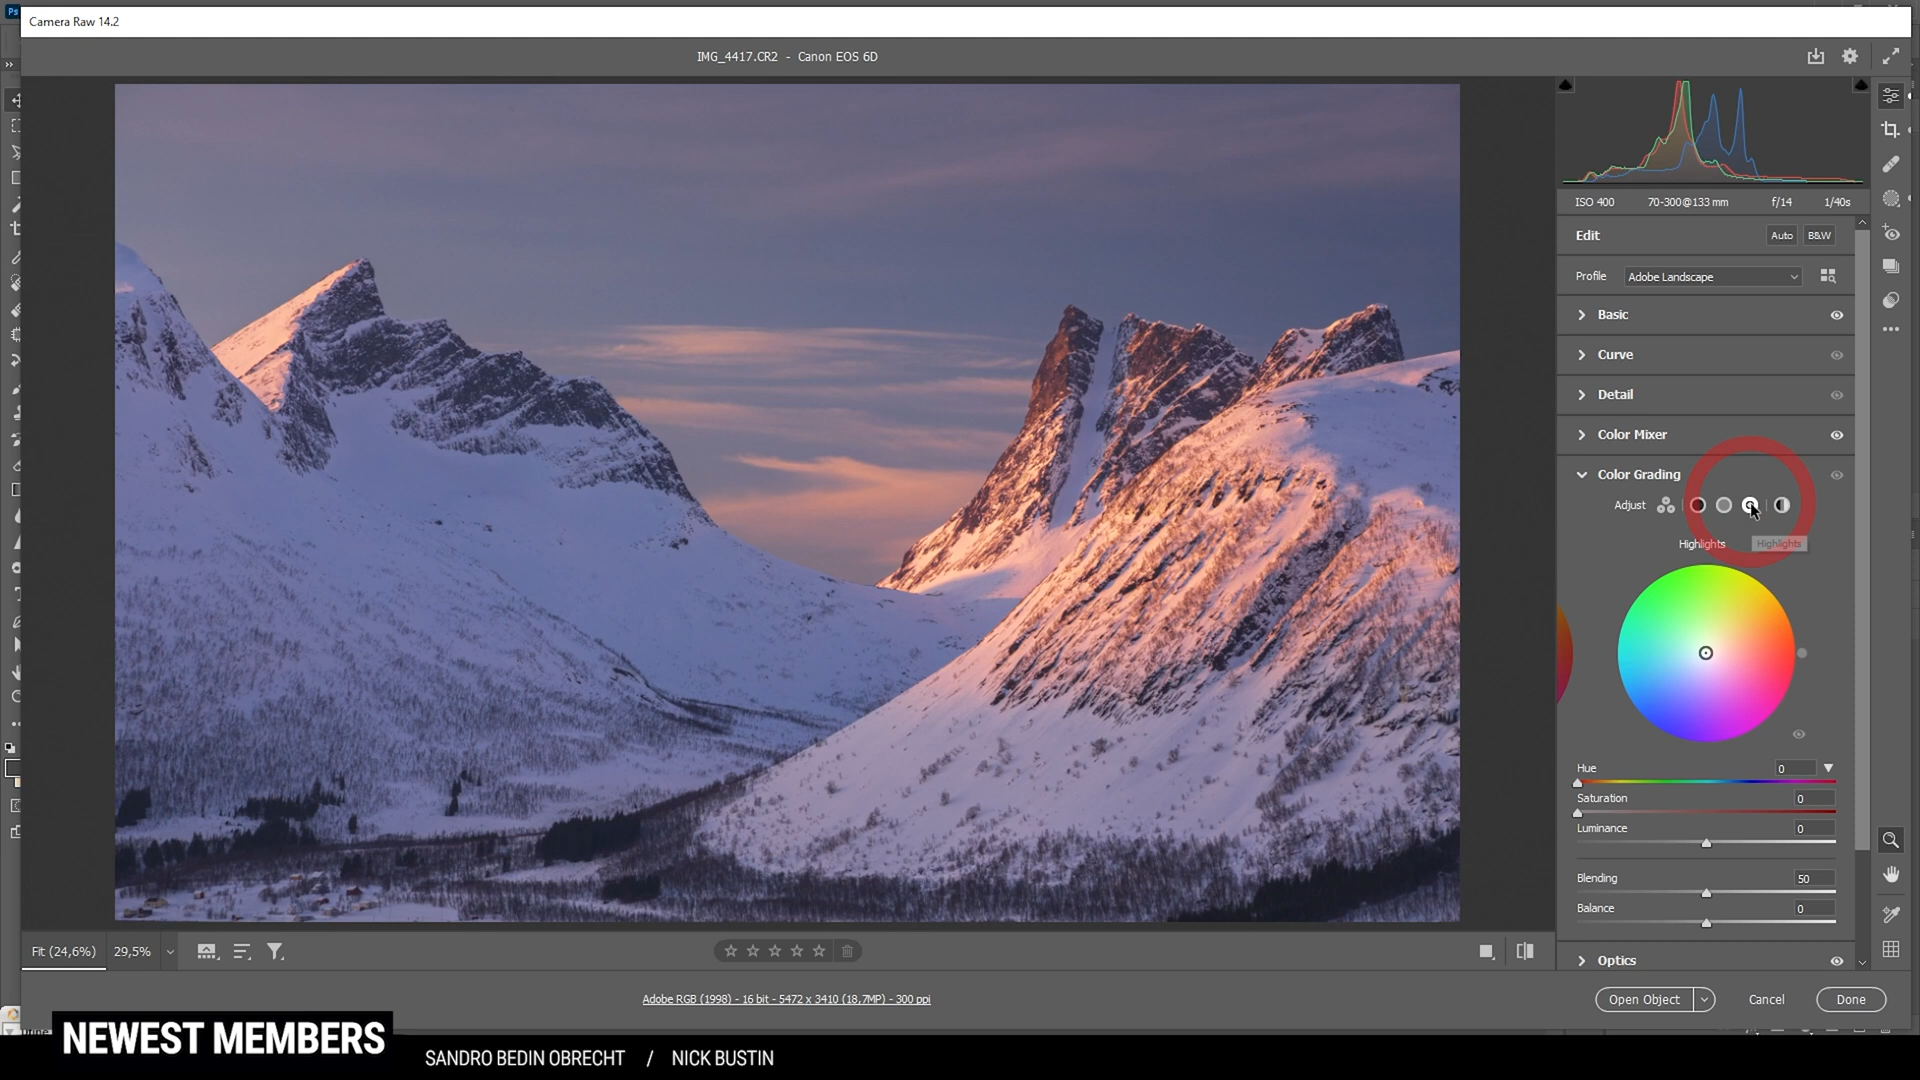 Ps
Camera Raw 14.2
IMG_4417.CR2 - Canon EOS 6D
ISO 400 70-300@133 mm f/14 1/40s
Edit Auto B&W
Profile Adobe Landscape
Basic
Curve
Detail
Color Mixer
Color Grading
Adjust
Highlights Highlights
Hue 0
Saturation 0
Luminance 0
Blending 50
Balance 0
Optics
Fit (24,6%) 29,5%
Adobe RGB (1998) - 16 bit - 5472 x 3410 (18,7MP) - 300 ppi
Open Object Cancel Done
NEWEST MEMBERS
SANDRO BEDIN OBRECHT / NICK BUSTIN